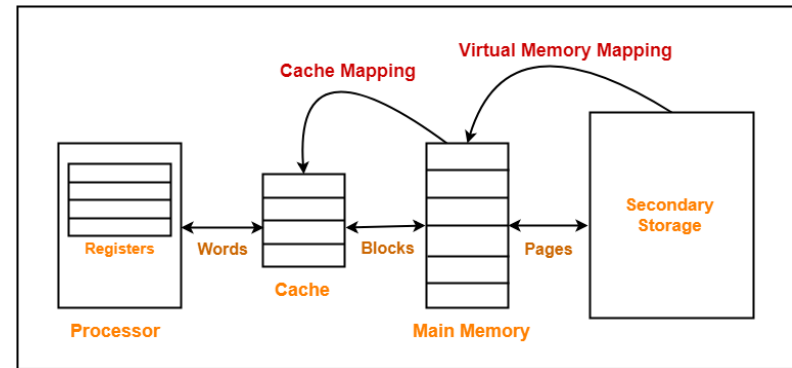 Virtual Memory Mapping
Cache Mapping
Secondary
Storage
Registers
Words
Blocks
Pages
Cache
Processor
Main Memory